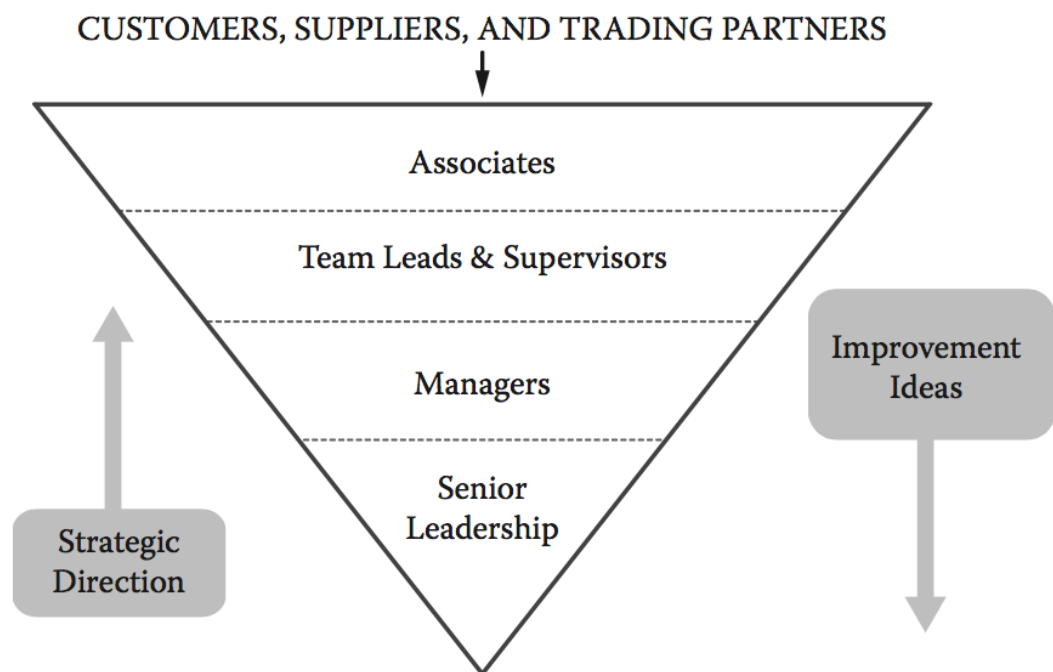 CUSTOMERS, SUPPLIERS, AND TRADING PARTNERS
Associates
Team Leads & Supervisors
Managers
Senior
Leadership
Strategic
Direction
Improvement
Ideas